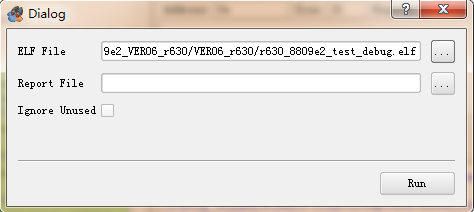 Dialog
ELF File 9e2_VER06_r630/VER06_r630/r630_8809e2_test_debug.elf ...
Report File ...
Ignore Unused
Run